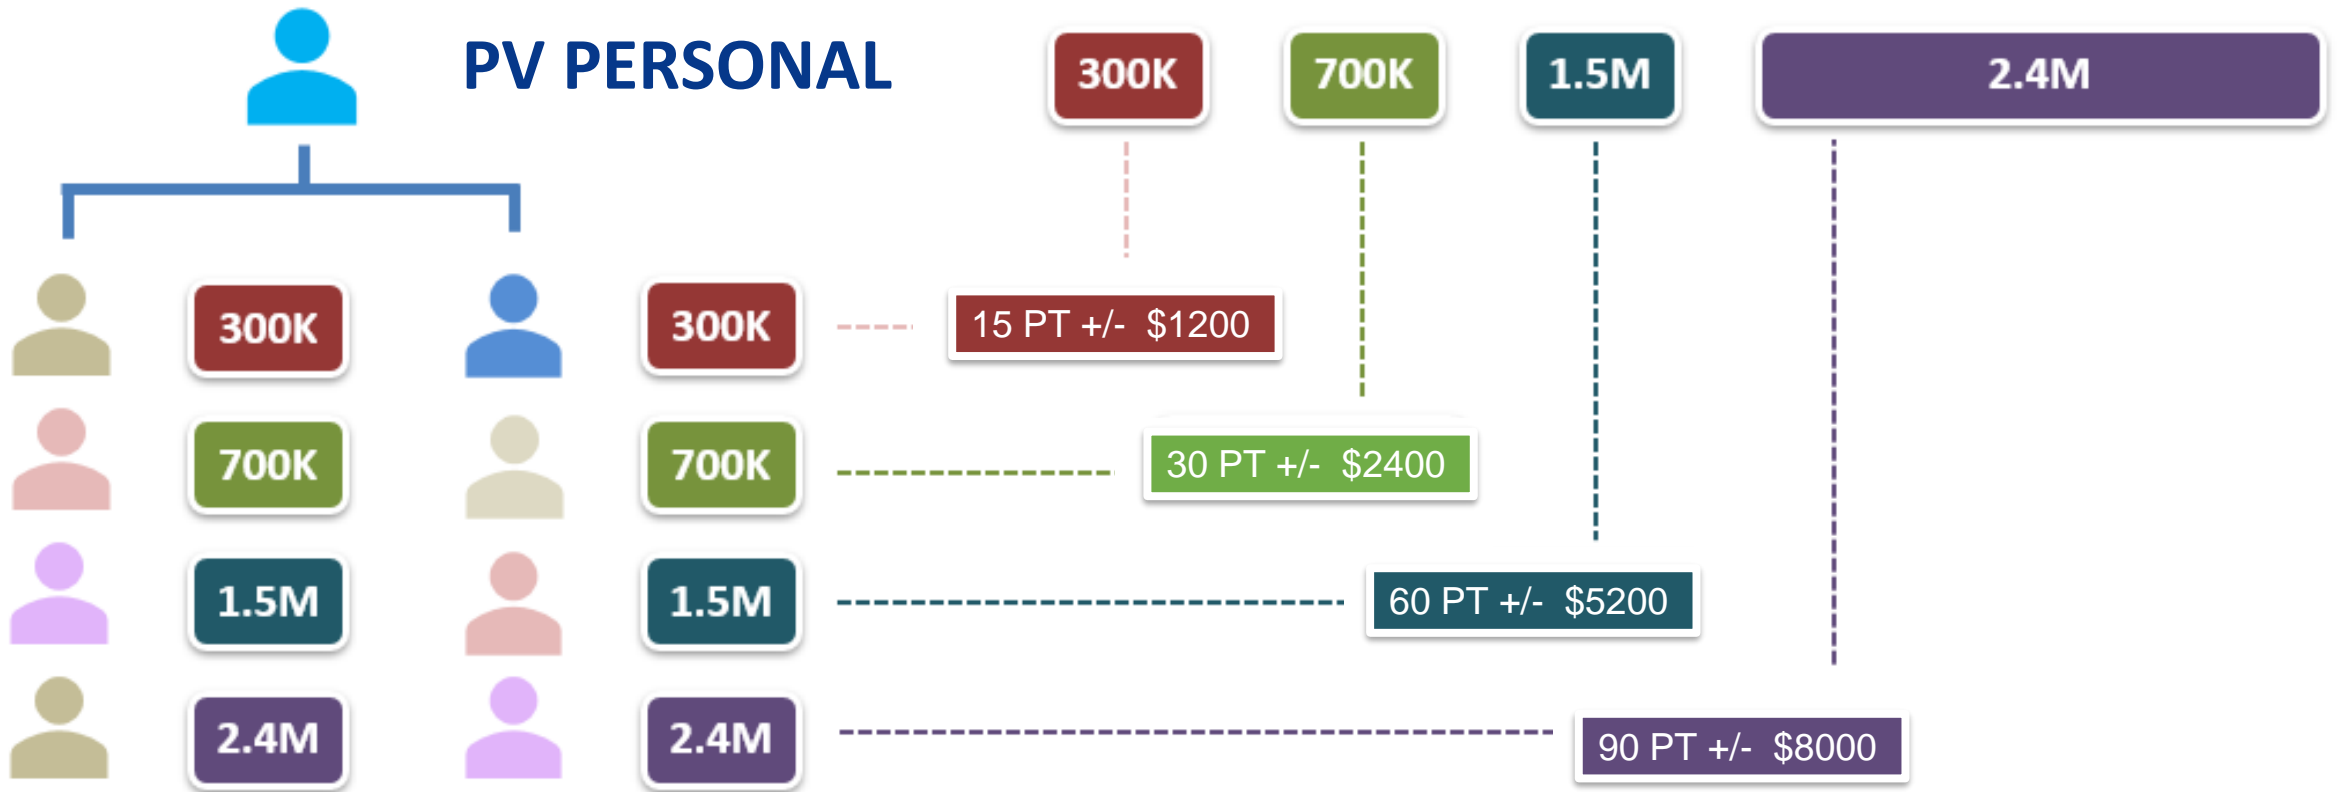 PV PERSONAL
300K
700K
1.5M
2.4M
300K
300K
15 PT +/-  $1200
700K
700K
30 PT +/-  $2400
1.5M
1.5M
60 PT +/-  $5200
2.4M
2.4M
90 PT +/-  $8000